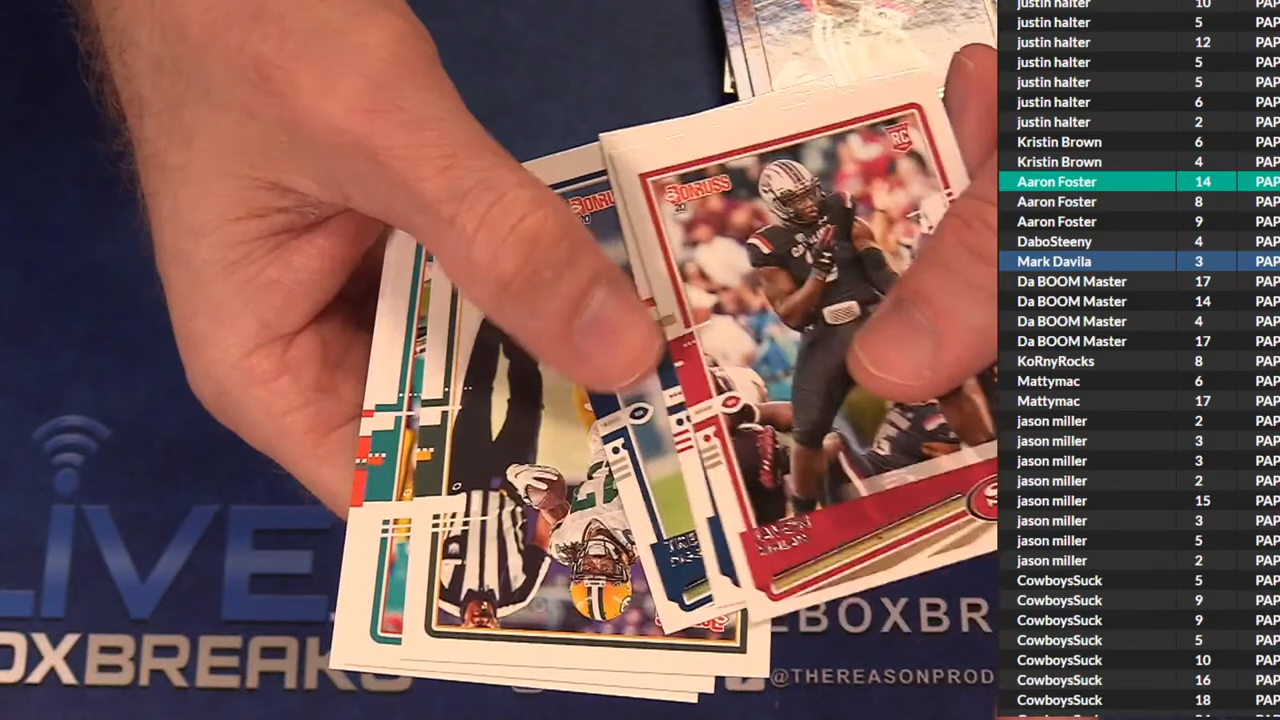 justin halter 10 PAP
justin halter 5 PAP
justin halter 12 PAP
justin halter 5 PAP
justin halter 5 PAP
justin halter 6 PAP
justin halter 2 PAP
Kristin Brown 6 PAP
Kristin Brown 4 PAP
Aaron Foster 14 PAP
Aaron Foster 8 PAP
Aaron Foster 9 PAP
DaboSteeny 4 PAP
Mark Davila 3 PAP
Da BOOM Master 17 PAP
Da BOOM Master 14 PAP
Da BOOM Master 4 PAP
Da BOOM Master 17 PAP
KoRnyRocks 8 PAP
Mattymac 6 PAP
Mattymac 17 PAP
jason miller 2 PAP
jason miller 3 PAP
jason miller 3 PAP
jason miller 2 PAP
jason miller 15 PAP
jason miller 3 PAP
jason miller 5 PAP
jason miller 2 PAP
CowboysSuck 5 PAP
CowboysSuck 9 PAP
CowboysSuck 9 PAP
CowboysSuck 5 PAP
CowboysSuck 10 PAP
CowboysSuck 16 PAP
CowboysSuck 18 PAP
DONRUSS
20
RC
LIVE
OXBREAKS
BOXBR
@THEREASONPROD